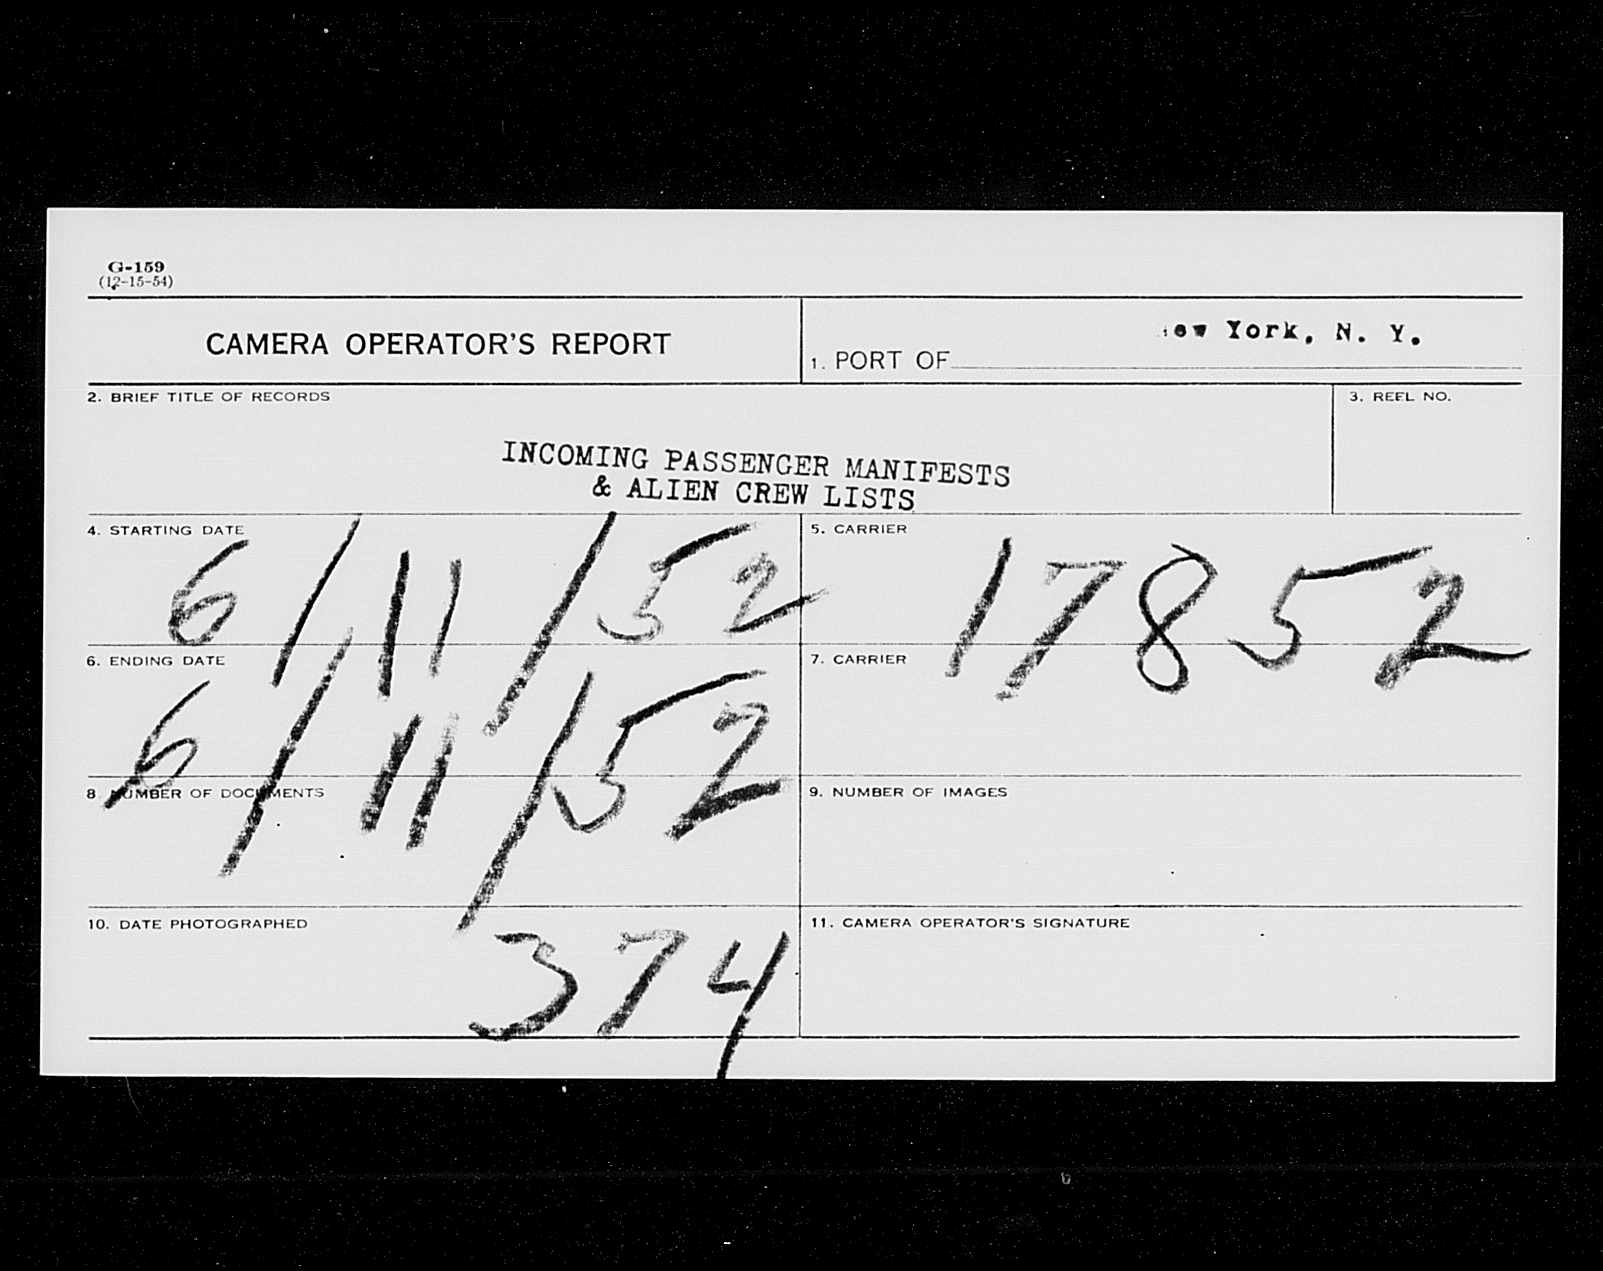 G-159
(12-15-54)
CAMERA OPERATOR'S REPORT
1. PORT OF
York, N. Y.
2. BRIEF TITLE OF RECORDS
3. REEL NO.
INCOMING PASSENGER MANIFESTS
& ALIEN CREW LISTS
4. STARTING DATE
6/11/52
5. CARRIER
17852
6. ENDING DATE
6/11/52
7. CARRIER
8. NUMBER OF DOCUMENTS
9. NUMBER OF IMAGES
10. DATE PHOTOGRAPHED
374
11. CAMERA OPERATOR'S SIGNATURE